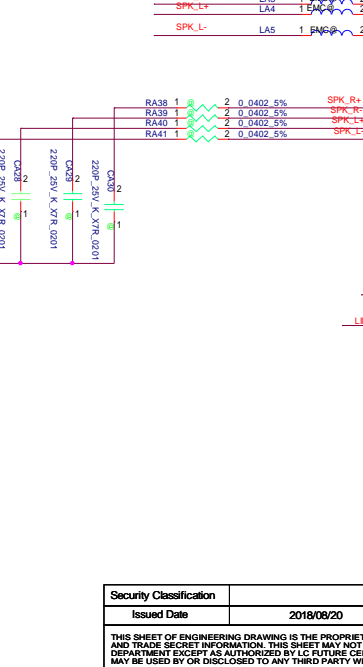 SPK_L+ LA4 1 EMC@ 2
SPK_L- LA5 1 EMC@ 2
RA38 1 @ 2 0_0402_5% SPK_R+
RA39 1 @ 2 0_0402_5% SPK_R-
RA40 1 @ 2 0_0402_5% SPK_L+
RA41 1 @ 2 0_0402_5% SPK_L-
220P_25V_K_X7R_0201
CA28
2
@ 1
220P_25V_K_X7R_0201
CA29
2
@ 1
220P_25V_K_X7R_0201
CA30
2
@ 1
Security Classification
Issued Date 2018/08/20
THIS SHEET OF ENGINEERING DRAWING IS THE PROPRIET
AND TRADE SECRET INFORMATION. THIS SHEET MAY NOT
DEPARTMENT EXCEPT AS AUTHORIZED BY LC FUTURE CE
MAY BE USED BY OR DISCLOSED TO ANY THIRD PARTY W